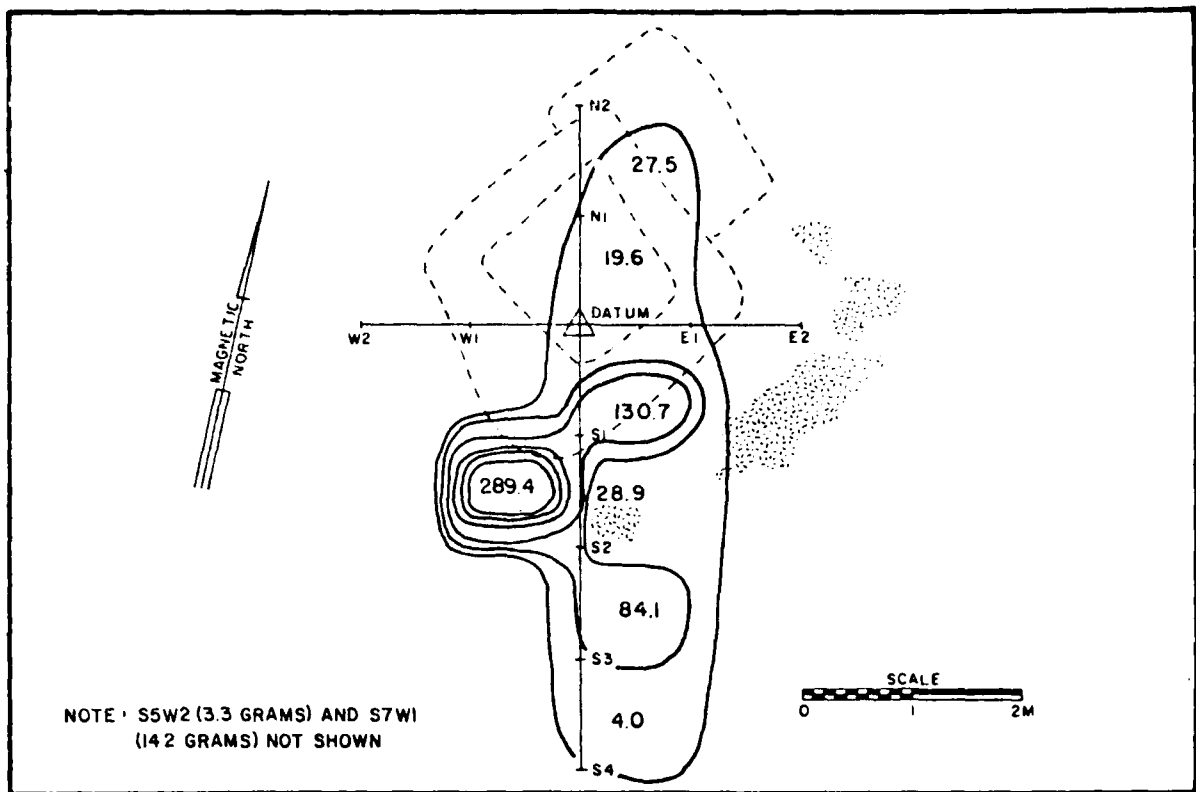 N2
27.5
N1
19.6
MAGNETIC
NORTH
DATUM
W2 W1 E1 E2
130.7
S1
289.4
28.9
S2
84.1
S3
SCALE
0 1 2M
4.0
NOTE: S5W2 (3.3 GRAMS) AND S7W1
(142 GRAMS) NOT SHOWN
S4